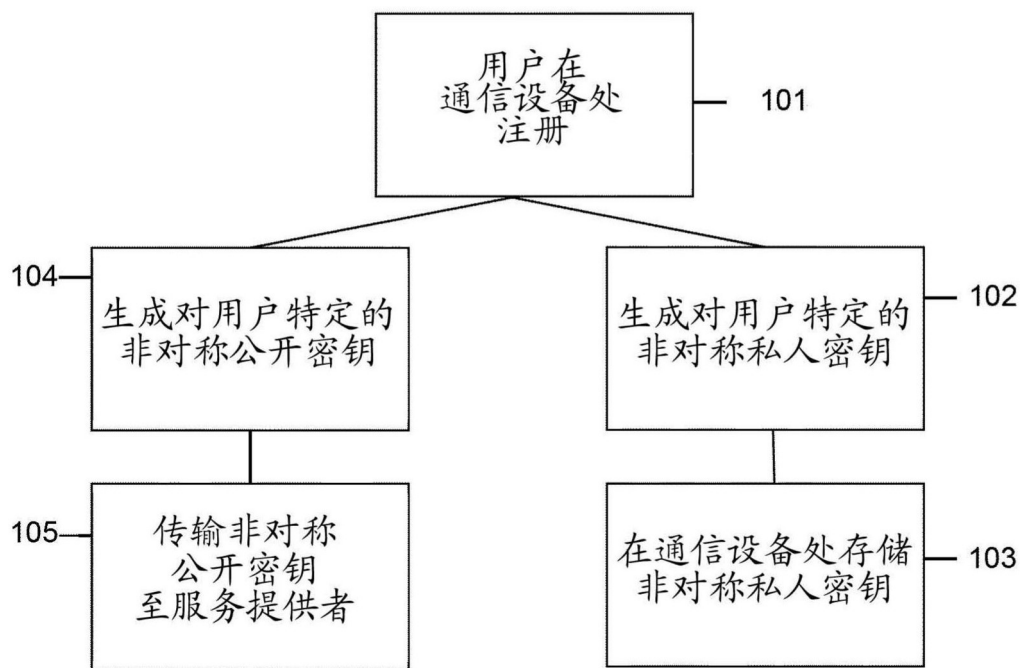 用户在
通信设备处
注册
101
104
生成对用户特定的
非对称公开密钥
生成对用户特定的
非对称私人密钥
102
105
传输非对称
公开密钥
至服务提供者
在通信设备处存储
非对称私人密钥
103